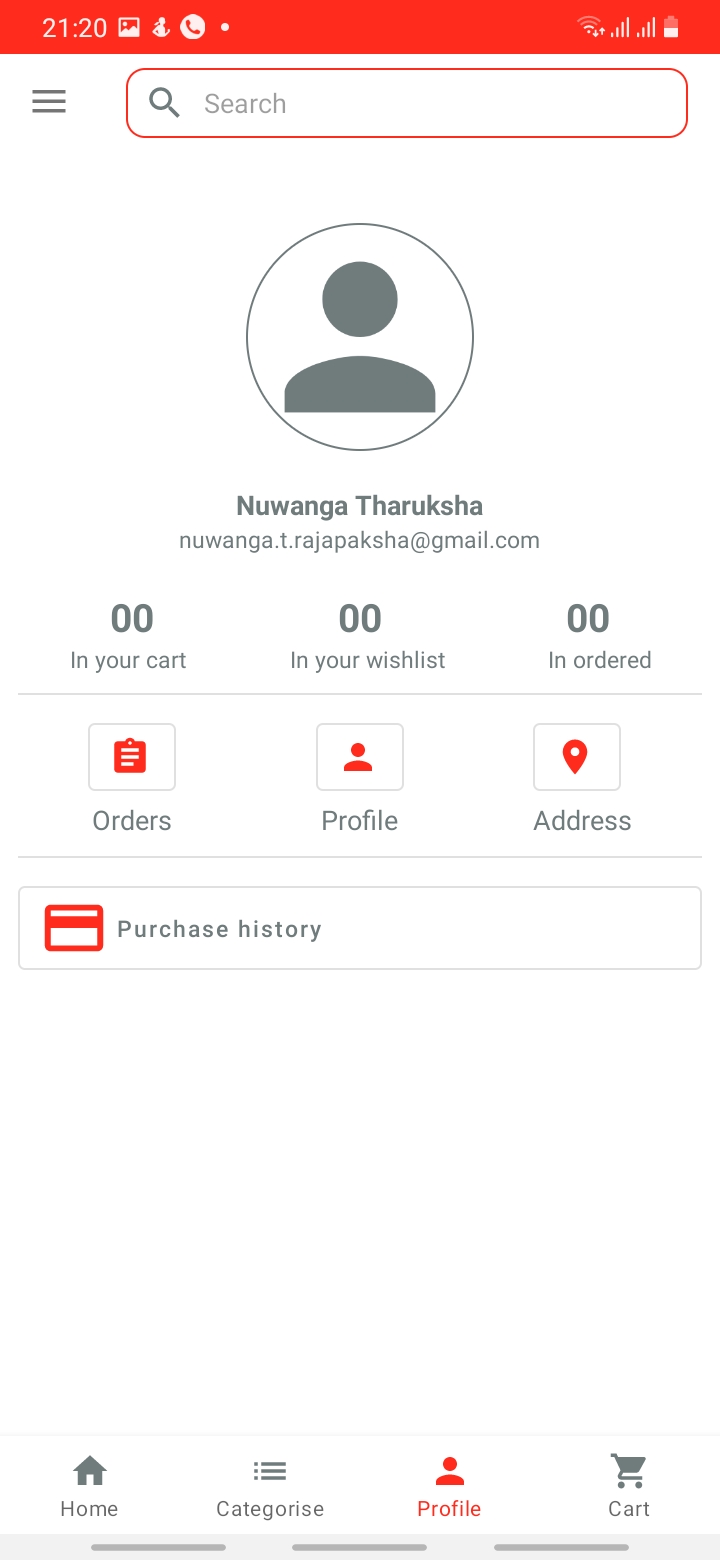 21:20
Search
Nuwanga Tharuksha
nuwanga.t.rajapaksha@gmail.com
00 00 00
In your cart In your wishlist In ordered
Orders Profile Address
Purchase history
Home Categorise Profile Cart